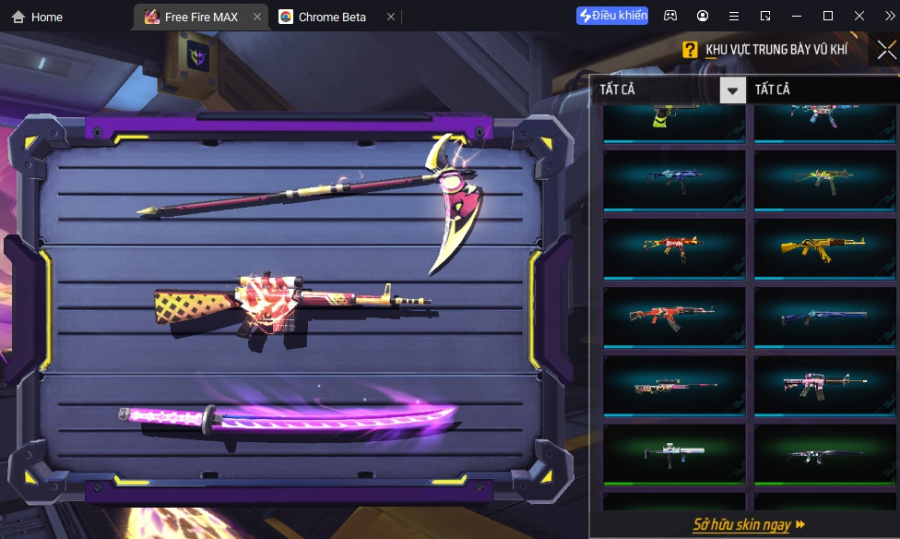 Home
Free Fire MAX
Chrome Beta
Điều khiển
? KHU VỰC TRƯNG BÀY VŨ KHÍ
TẤT CẢ
TẤT CẢ
Sở hữu skin ngay